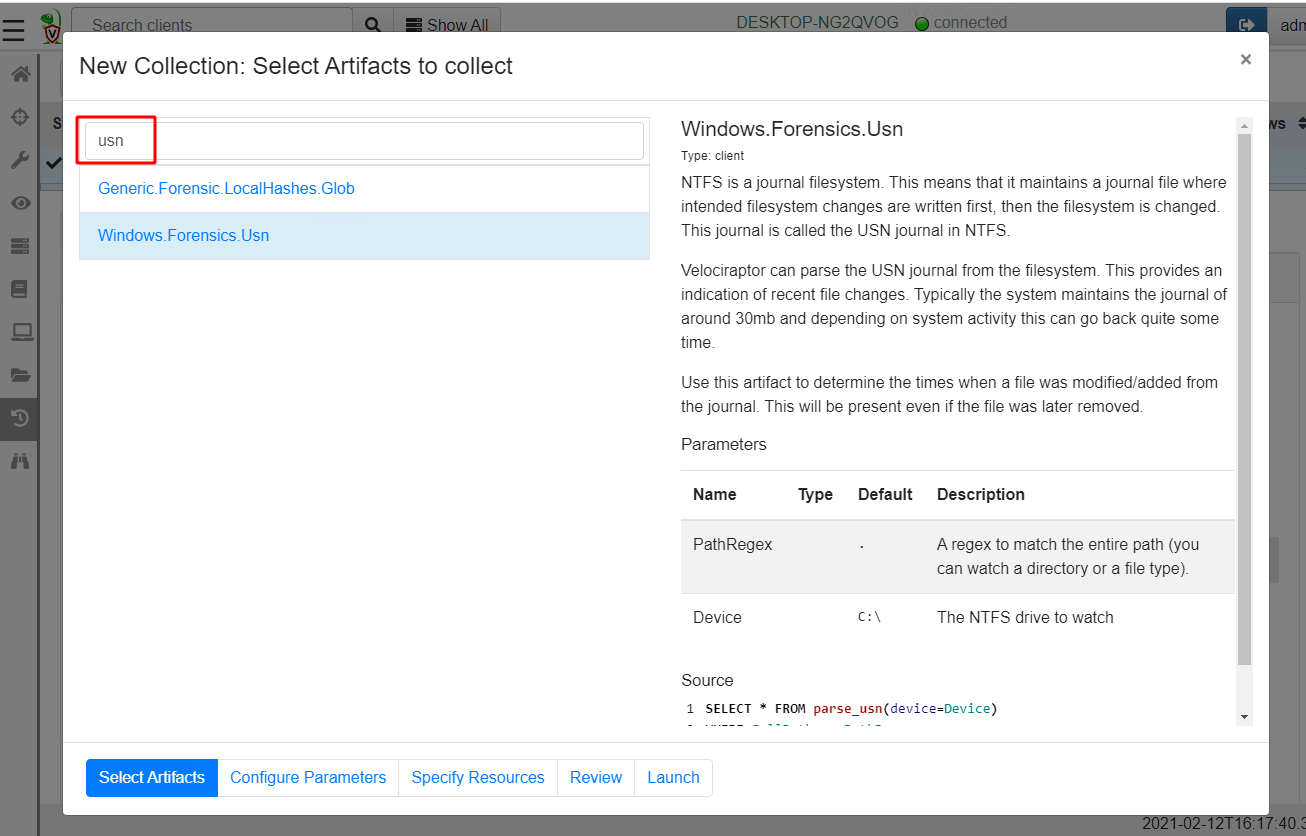 Search clients
Show All
DESKTOP-NG2QVOG connected
New Collection: Select Artifacts to collect
×
usn
Generic.Forensic.LocalHashes.Glob
Windows.Forensics.Usn
Windows.Forensics.Usn
Type: client
NTFS is a journal filesystem. This means that it maintains a journal file where
intended filesystem changes are written first, then the filesystem is changed.
This journal is called the USN journal in NTFS.
Velociraptor can parse the USN journal from the filesystem. This provides an
indication of recent file changes. Typically the system maintains the journal of
around 30mb and depending on system activity this can go back quite some
time.
Use this artifact to determine the times when a file was modified/added from
the journal. This will be present even if the file was later removed.
Parameters
Name Type Default Description
PathRegex . A regex to match the entire path (you
can watch a directory or a file type).
Device C:\ The NTFS drive to watch
Source
1 SELECT * FROM parse_usn(device=Device)
Select Artifacts Configure Parameters Specify Resources Review Launch
2021-02-12T16:17:40.3